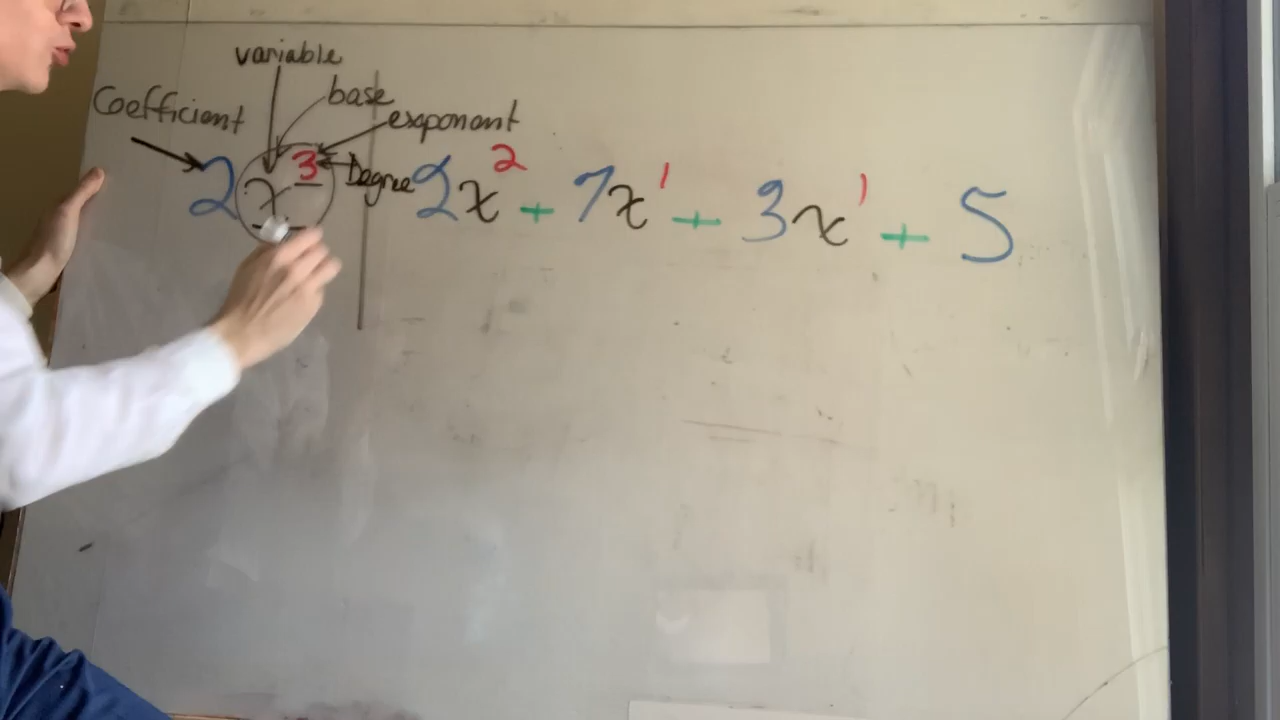 variable
base
Coefficient
exponent
Degree
2x³ 2x² + 7x¹ + 3x¹ + 5